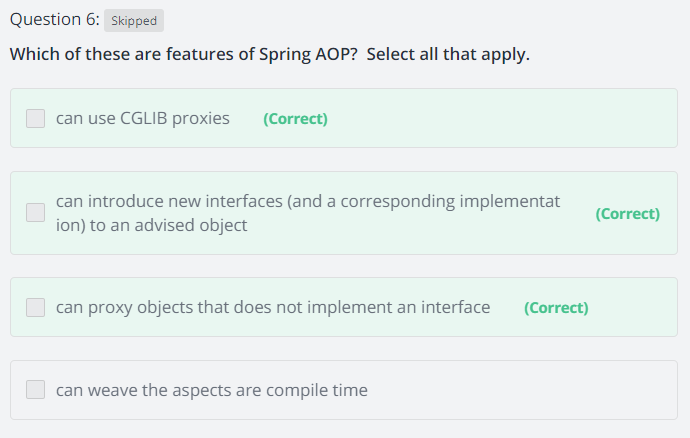 Question 6: Skipped
Which of these are features of Spring AOP? Select all that apply.
can use CGLIB proxies (Correct)
can introduce new interfaces (and a corresponding implementat
ion) to an advised object (Correct)
can proxy objects that does not implement an interface (Correct)
can weave the aspects are compile time